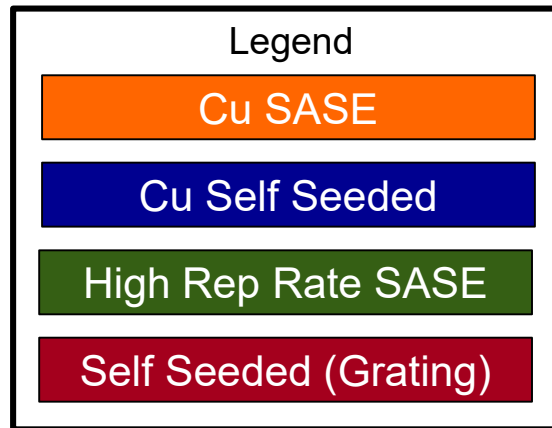 Legend
Cu SASE
Cu Self Seeded
High Rep Rate SASE
Self Seeded (Grating)